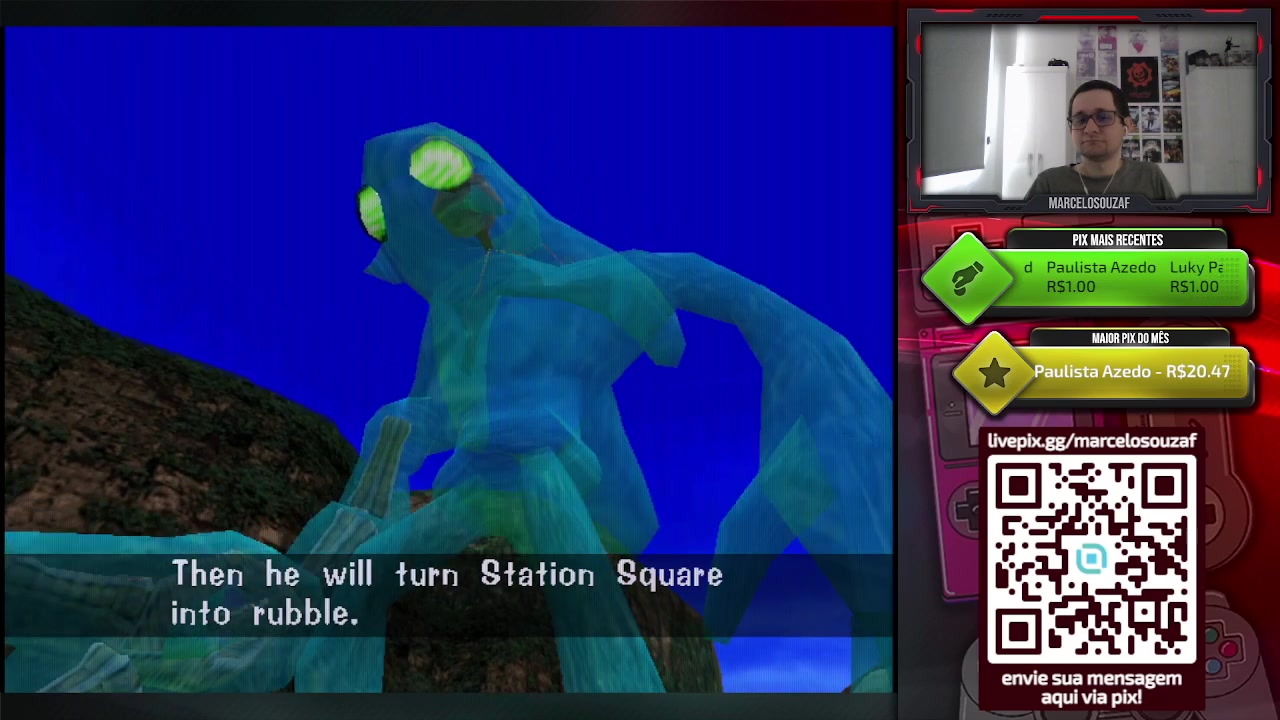 Then he will turn Station Square
into rubble.
MARCELOSOUZAF
PIX MAIS RECENTES
d Paulista Azedo Luky Pa
R$1.00 R$1.00
MAIOR PIX DO MÊS
Paulista Azedo - R$20.47
livepix.gg/marcelosouzaf
envie sua mensagem
aqui via pix!